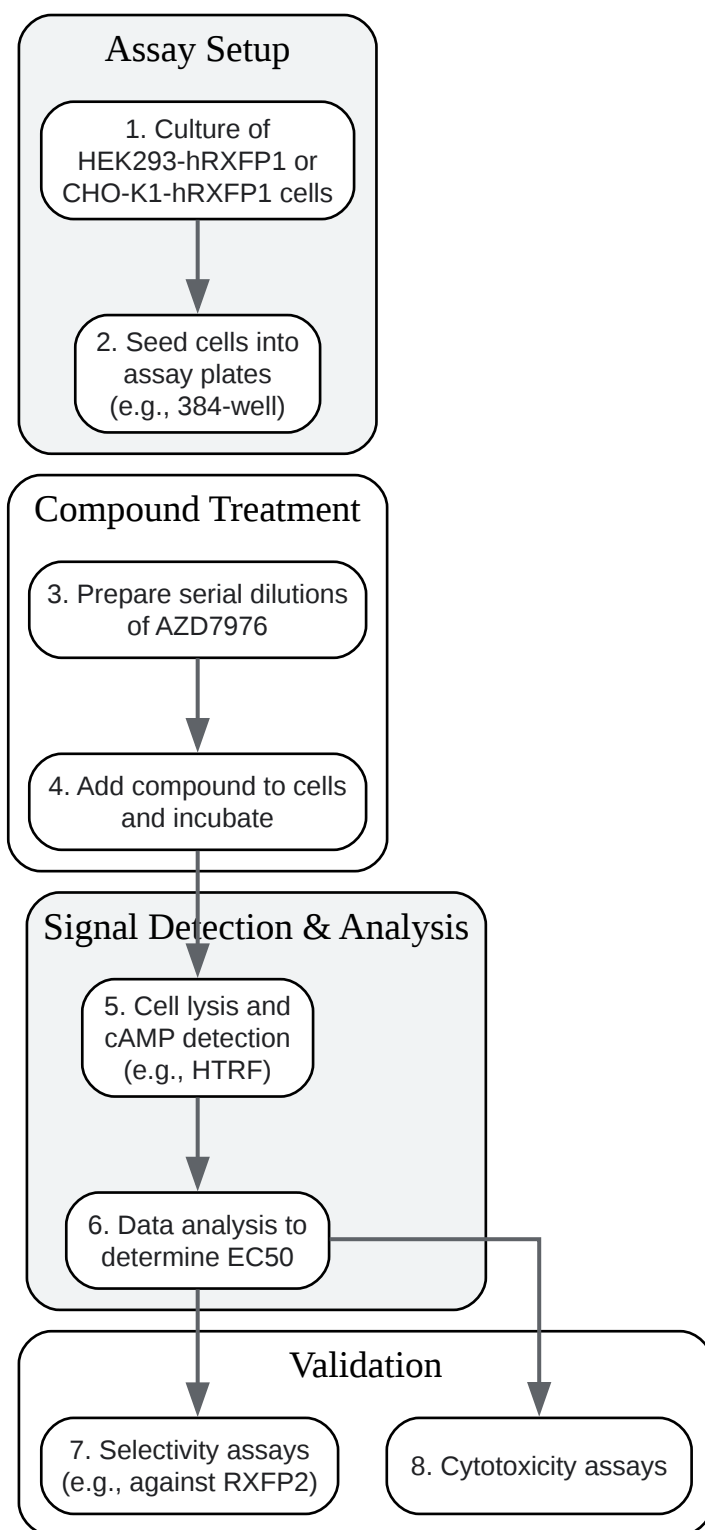 Assay Setup
1. Culture of
HEK293-hRXFP1 or
CHO-K1-hRXFP1 cells
2. Seed cells into
assay plates
(e.g., 384-well)
Compound Treatment
3. Prepare serial dilutions
of AZD7976
4. Add compound to cells
and incubate
Signal Detection & Analysis
5. Cell lysis and
cAMP detection
(e.g., HTRF)
6. Data analysis to
determine EC50
Validation
7. Selectivity assays
(e.g., against RXFP2)
8. Cytotoxicity assays